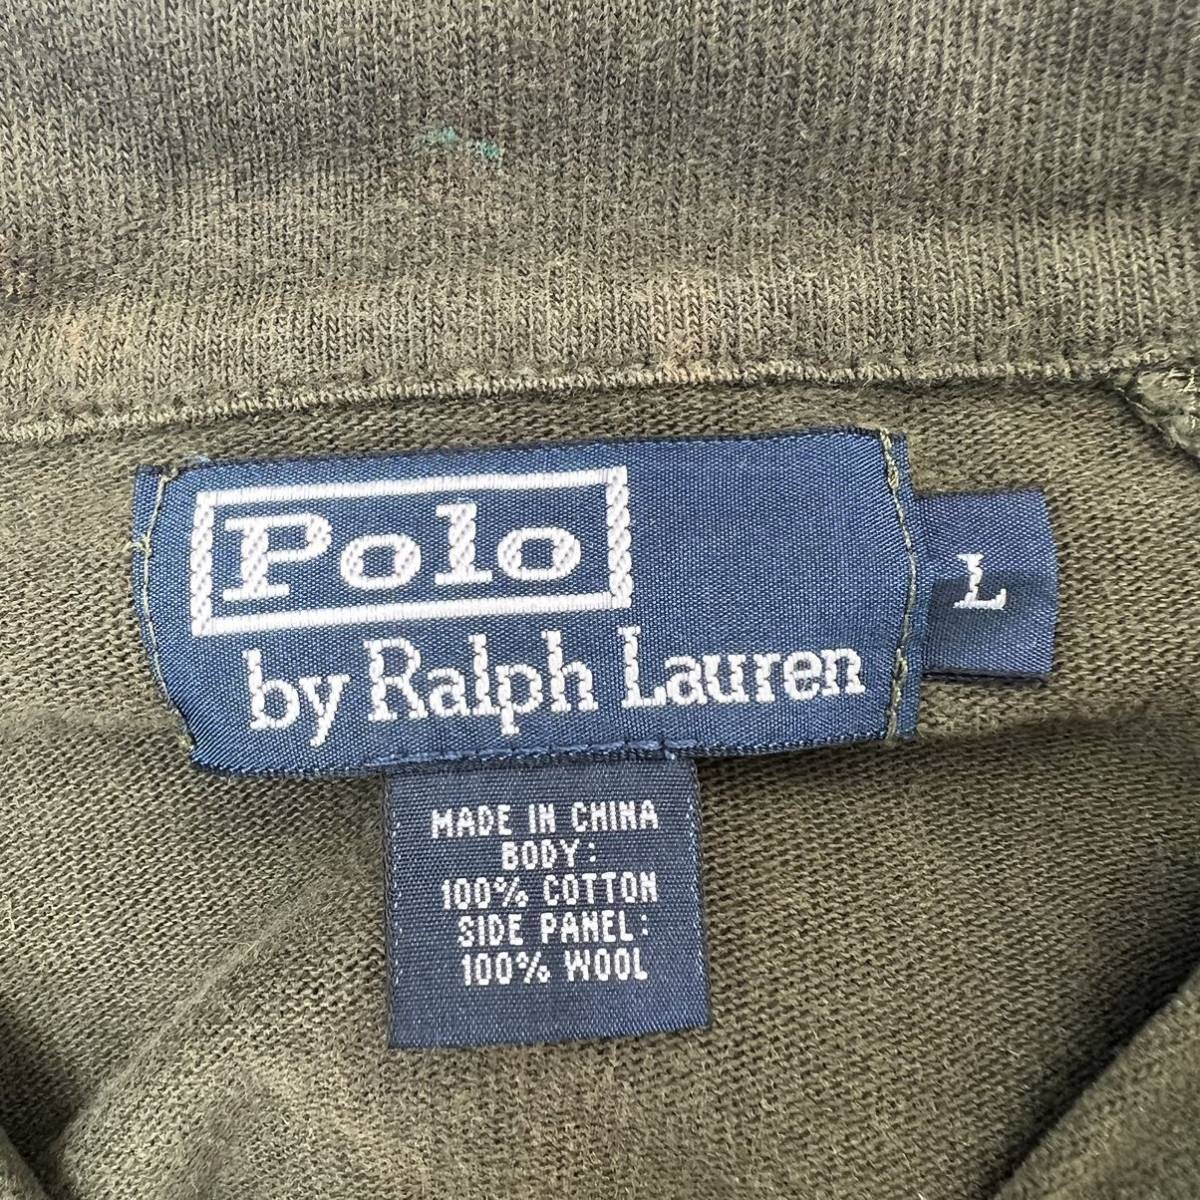 Polo
by Ralph Lauren
L
MADE IN CHINA
BODY:
100% COTTON
SIDE PANEL:
100% WOOL